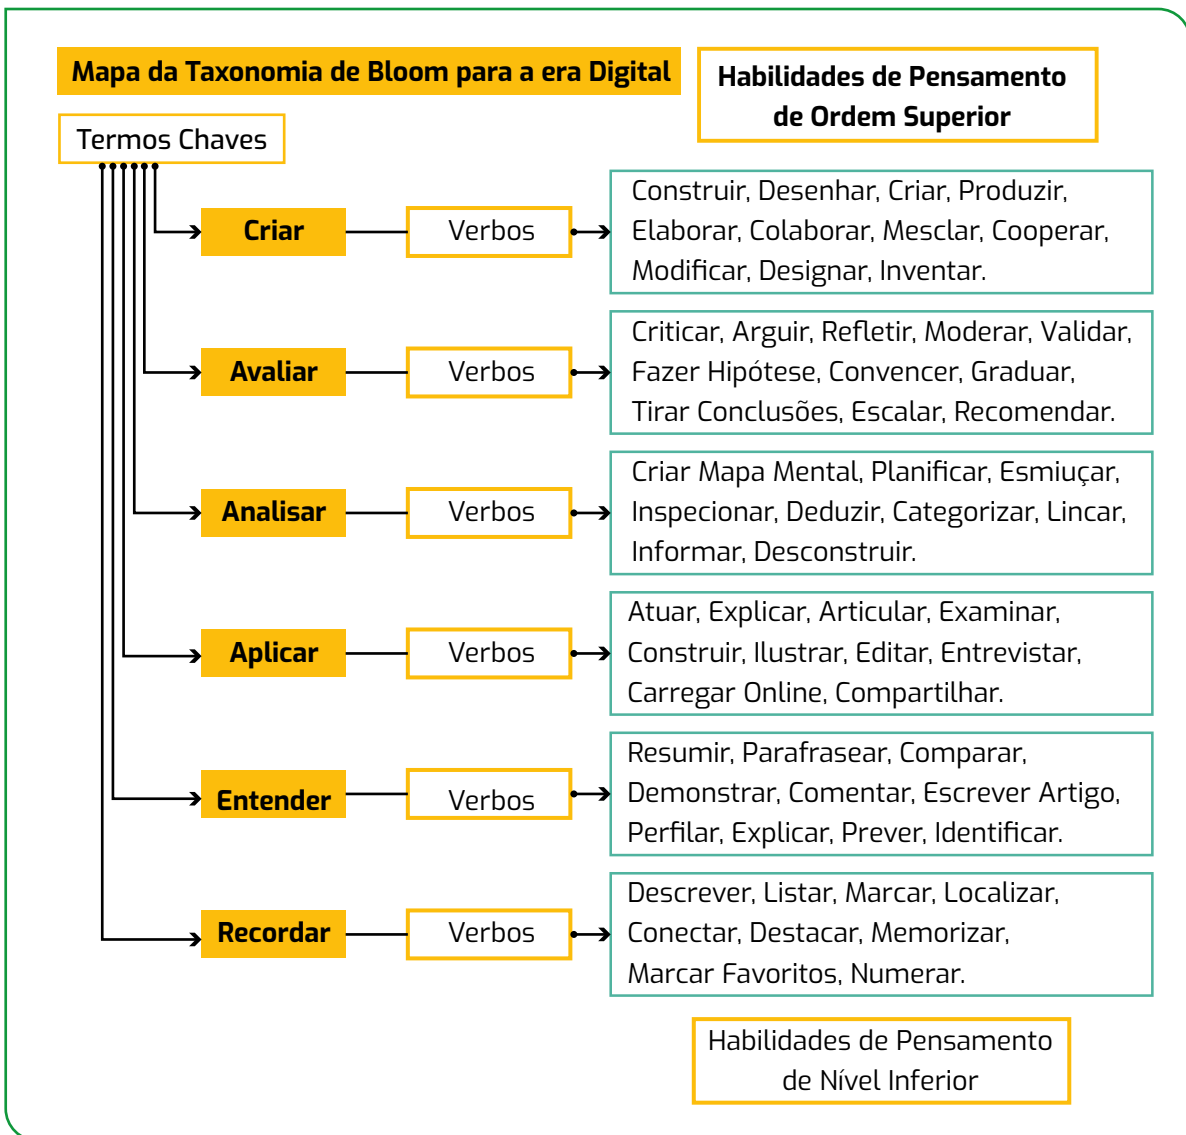 Mapa da Taxonomia de Bloom para a era Digital
Habilidades de Pensamento
de Ordem Superior
Termos Chaves
Criar
Verbos
Construir, Desenhar, Criar, Produzir,
Elaborar, Colaborar, Mesclar, Cooperar,
Modificar, Designar, Inventar.
Avaliar
Verbos
Criticar, Arguir, Refletir, Moderar, Validar,
Fazer Hipótese, Convencer, Graduar,
Tirar Conclusões, Escalar, Recomendar.
Analisar
Verbos
Criar Mapa Mental, Planificar, Esmiuçar,
Inspecionar, Deduzir, Categorizar, Lincar,
Informar, Desconstruir.
Aplicar
Verbos
Atuar, Explicar, Articular, Examinar,
Construir, Ilustrar, Editar, Entrevistar,
Carregar Online, Compartilhar.
Entender
Verbos
Resumir, Parafrasear, Comparar,
Demonstrar, Comentar, Escrever Artigo,
Perfilar, Explicar, Prever, Identificar.
Recordar
Verbos
Descrever, Listar, Marcar, Localizar,
Conectar, Destacar, Memorizar,
Marcar Favoritos, Numerar.
Habilidades de Pensamento
de Nível Inferior